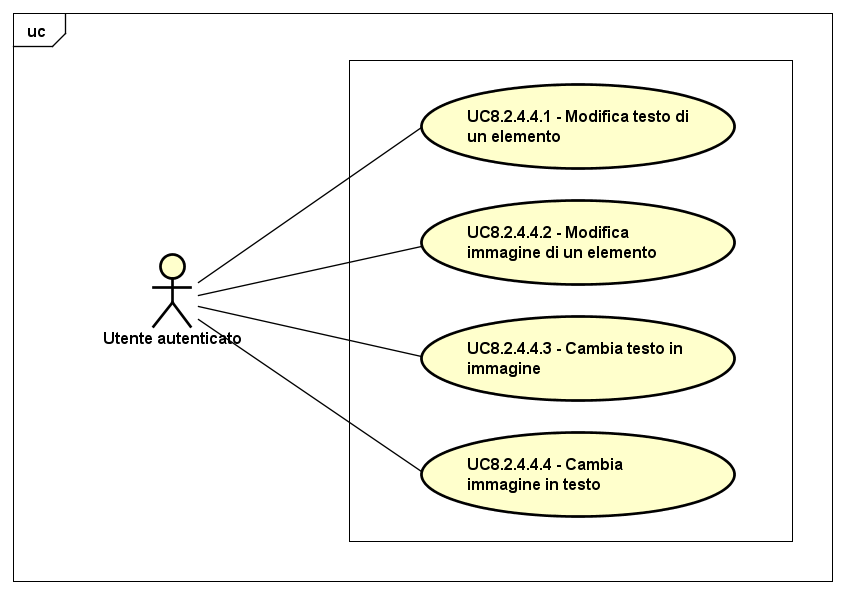 uc
UC8.2.4.4.1 - Modifica testo di
un elemento
UC8.2.4.4.2 - Modifica
immagine di un elemento
Utente autenticato
UC8.2.4.4.3 - Cambia testo in
immagine
UC8.2.4.4.4 - Cambia
immagine in testo